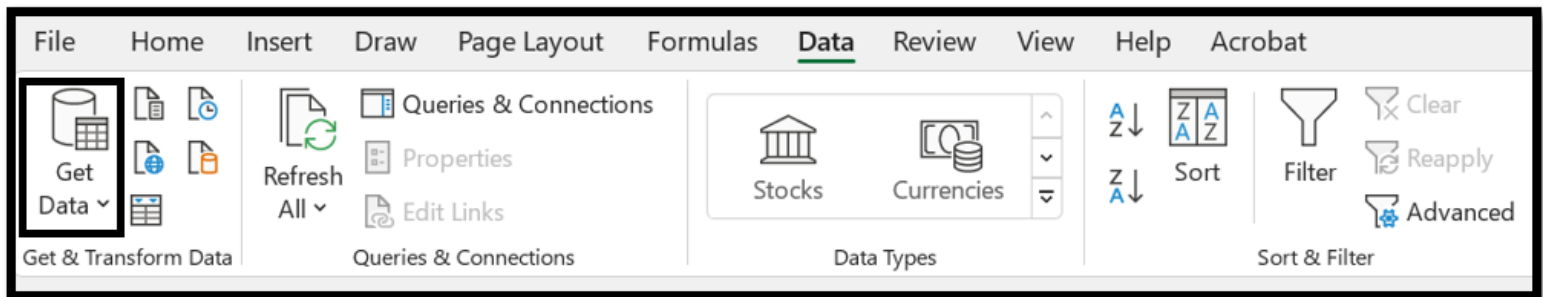 File Home Insert Draw Page Layout Formulas Data Review View Help Acrobat
Get
Data
Get & Transform Data
Refresh
All
Queries & Connections
Properties
Edit Links
Queries & Connections
Stocks
Currencies
Data Types
A
Z
Z
A
Z A
A Z
Sort
Filter
Clear
Reapply
Advanced
Sort & Filter